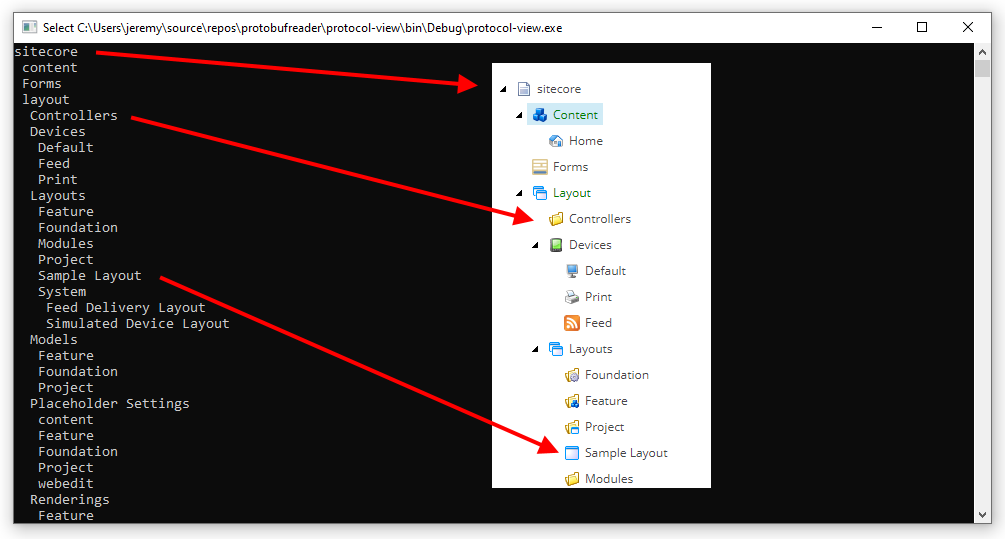 Select C:\Users\jeremy\source\repos\protobufreader\protocol-view\bin\Debug\protocol-view.exe
sitecore
content
Forms
layout
Controllers
Devices
Default
Feed
Print
Layouts
Feature
Foundation
Modules
Project
Sample Layout
System
Feed Delivery Layout
Simulated Device Layout
Models
Feature
Foundation
Project
Placeholder Settings
content
Feature
Foundation
Project
webedit
Renderings
Feature
sitecore
Content
Home
Forms
Layout
Controllers
Devices
Default
Print
Feed
Layouts
Foundation
Feature
Project
Sample Layout
Modules